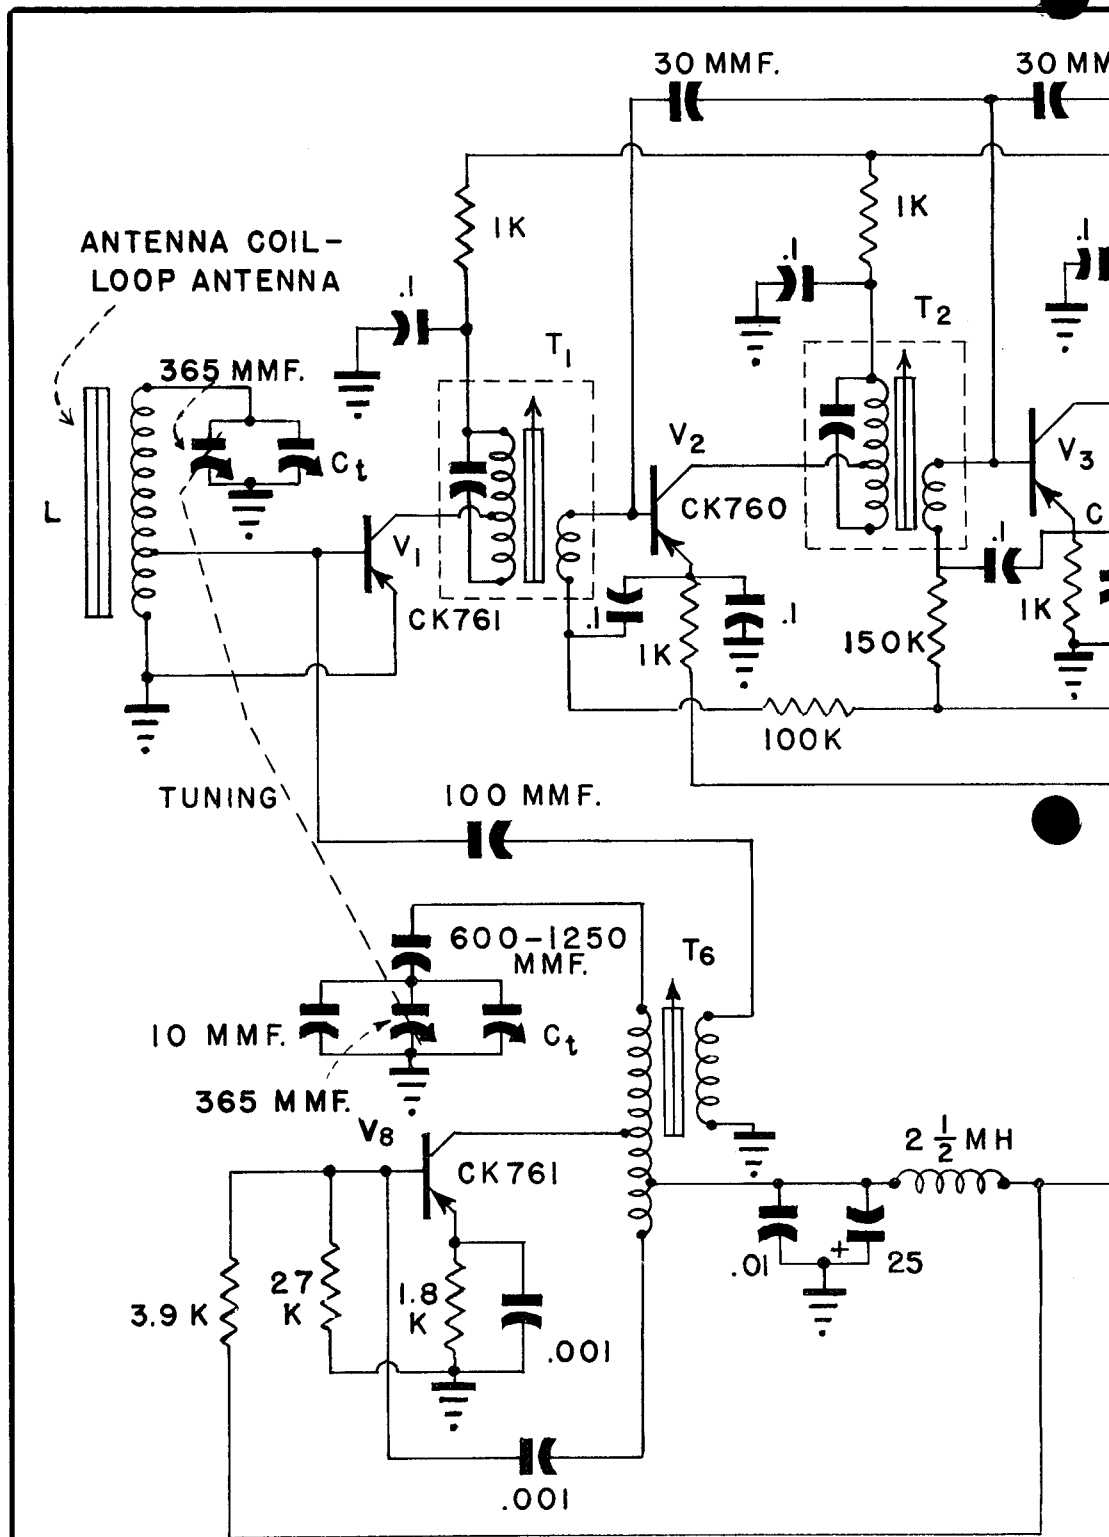 30 MMF.
30 MM
1K
1K
.1
ANTENNA COIL-
LOOP ANTENNA
.1
.1
T2
T1
365 MMF.
V2
V3
Ct
L
CK760
C
V1
.1
CK761
.1
.1
1K
1K
150K
100K
TUNING
100 MMF.
600-1250
MMF.
T6
10 MMF.
Ct
365 MMF.
V8
2 1/2 MH
CK761
.01
+
25
27
K
1.8
K
3.9 K
.001
.001